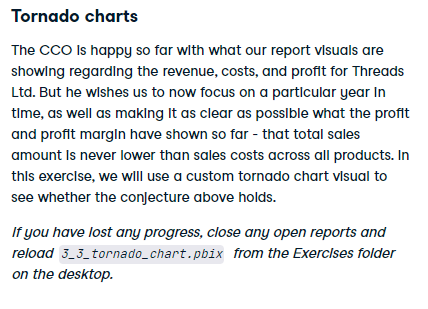 Tornado charts
The CCO is happy so far with what our report visuals are
showing regarding the revenue, costs, and profit for Threads
Ltd. But he wishes us to now focus on a particular year in
time, as well as making it as clear as possible what the profit
and profit margin have shown so far - that total sales
amount is never lower than sales costs across all products. In
this exercise, we will use a custom tornado chart visual to
see whether the conjecture above holds.
If you have lost any progress, close any open reports and
reload 3_3_tornado_chart.pbix from the Exercises folder
on the desktop.